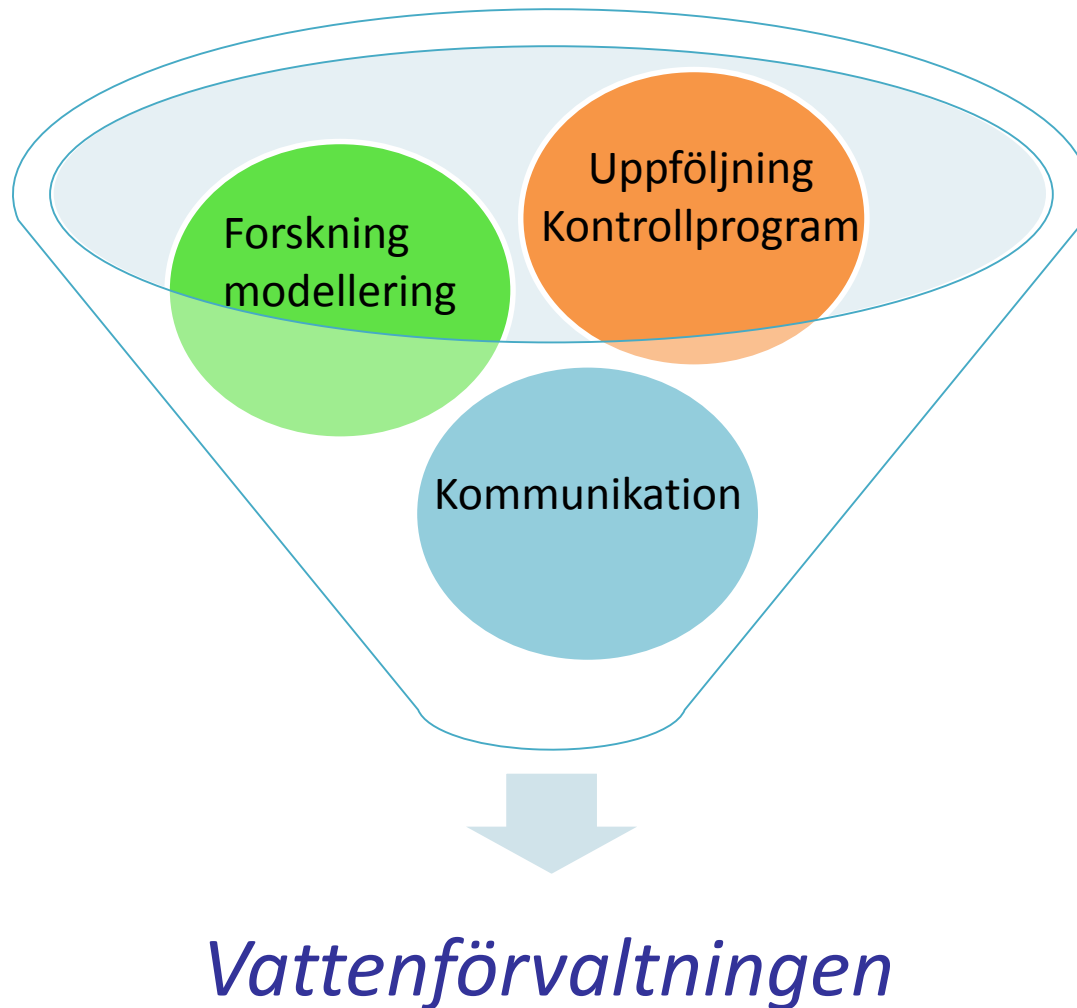 Uppföljning
Kontrollprogram
Forskning
modellering
Kommunikation
Vattenförvaltningen